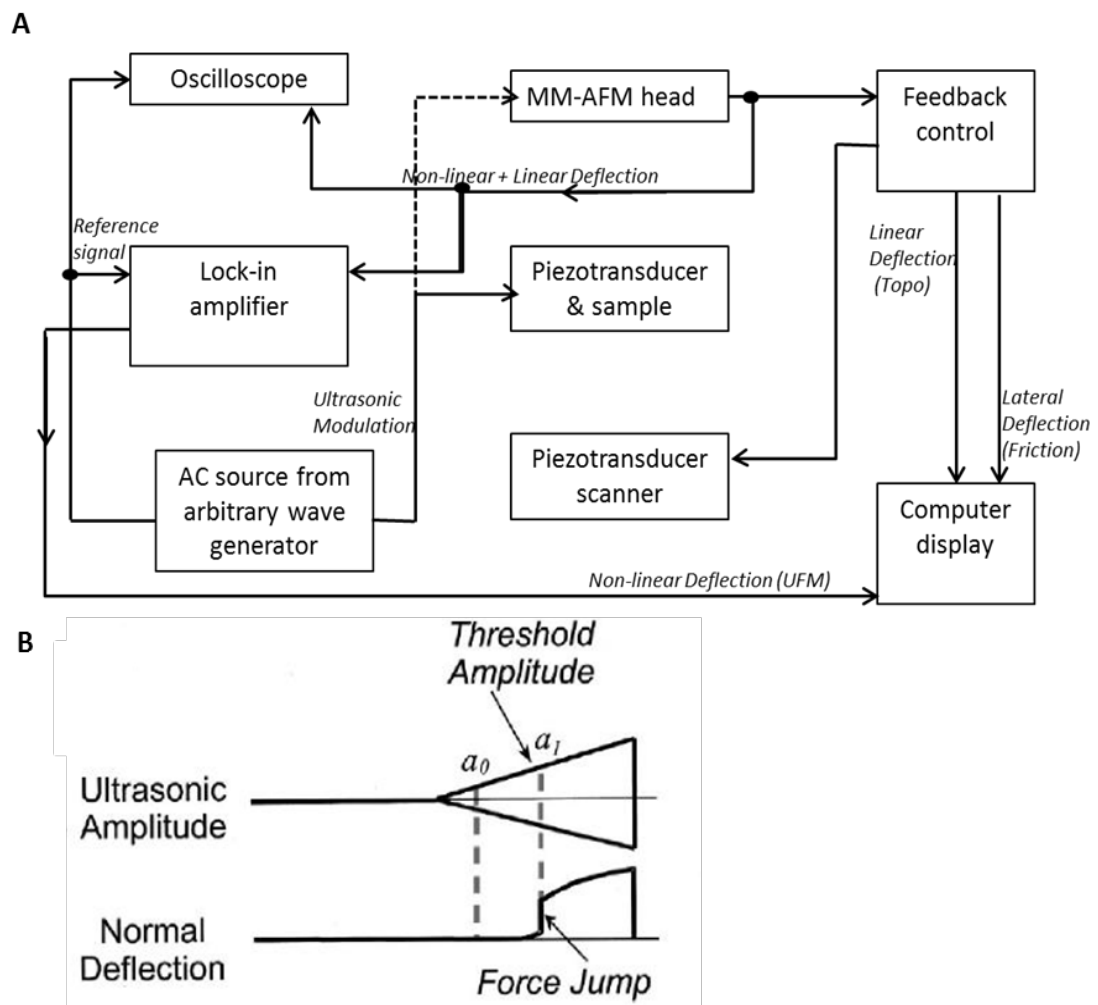 A
Oscilloscope
MM-AFM head
Feedback
control
Non-linear + Linear Deflection
Reference
signal
Lock-in
amplifier
Piezotransducer
& sample
Linear
Deflection
(Topo)
Ultrasonic
Modulation
Lateral
Deflection
(Friction)
AC source from
arbitrary wave
generator
Piezotransducer
scanner
Computer
display
Non-linear Deflection (UFM)
B
Threshold
Amplitude
a0
a1
Ultrasonic
Amplitude
Normal
Deflection
Force Jump